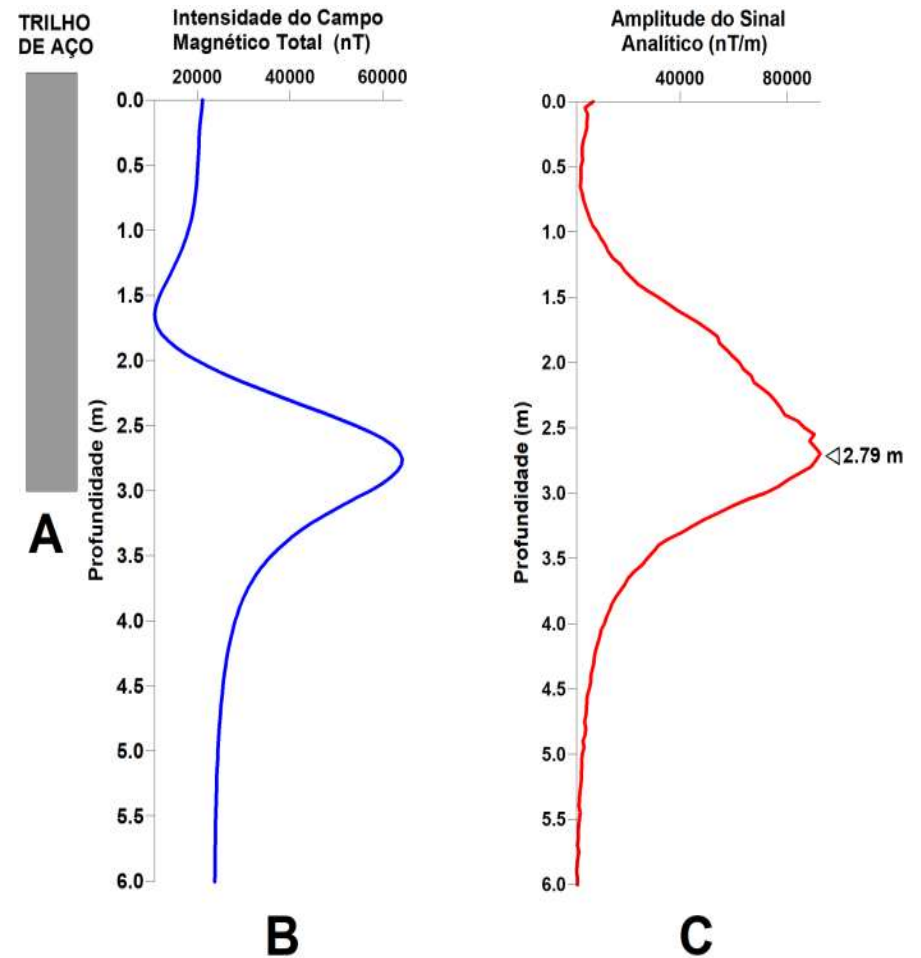 TRILHO
DE AÇO
A
Intensidade do Campo
Magnético Total (nT)
20000 40000 60000
Profundidade (m)
0.0
0.5
1.0
1.5
2.0
2.5
3.0
3.5
4.0
4.5
5.0
5.5
6.0
B
Amplitude do Sinal
Analítico (nT/m)
40000 80000
Profundidade (m)
0.0
0.5
1.0
1.5
2.0
2.5
3.0
3.5
4.0
4.5
5.0
5.5
6.0
2.79 m
C